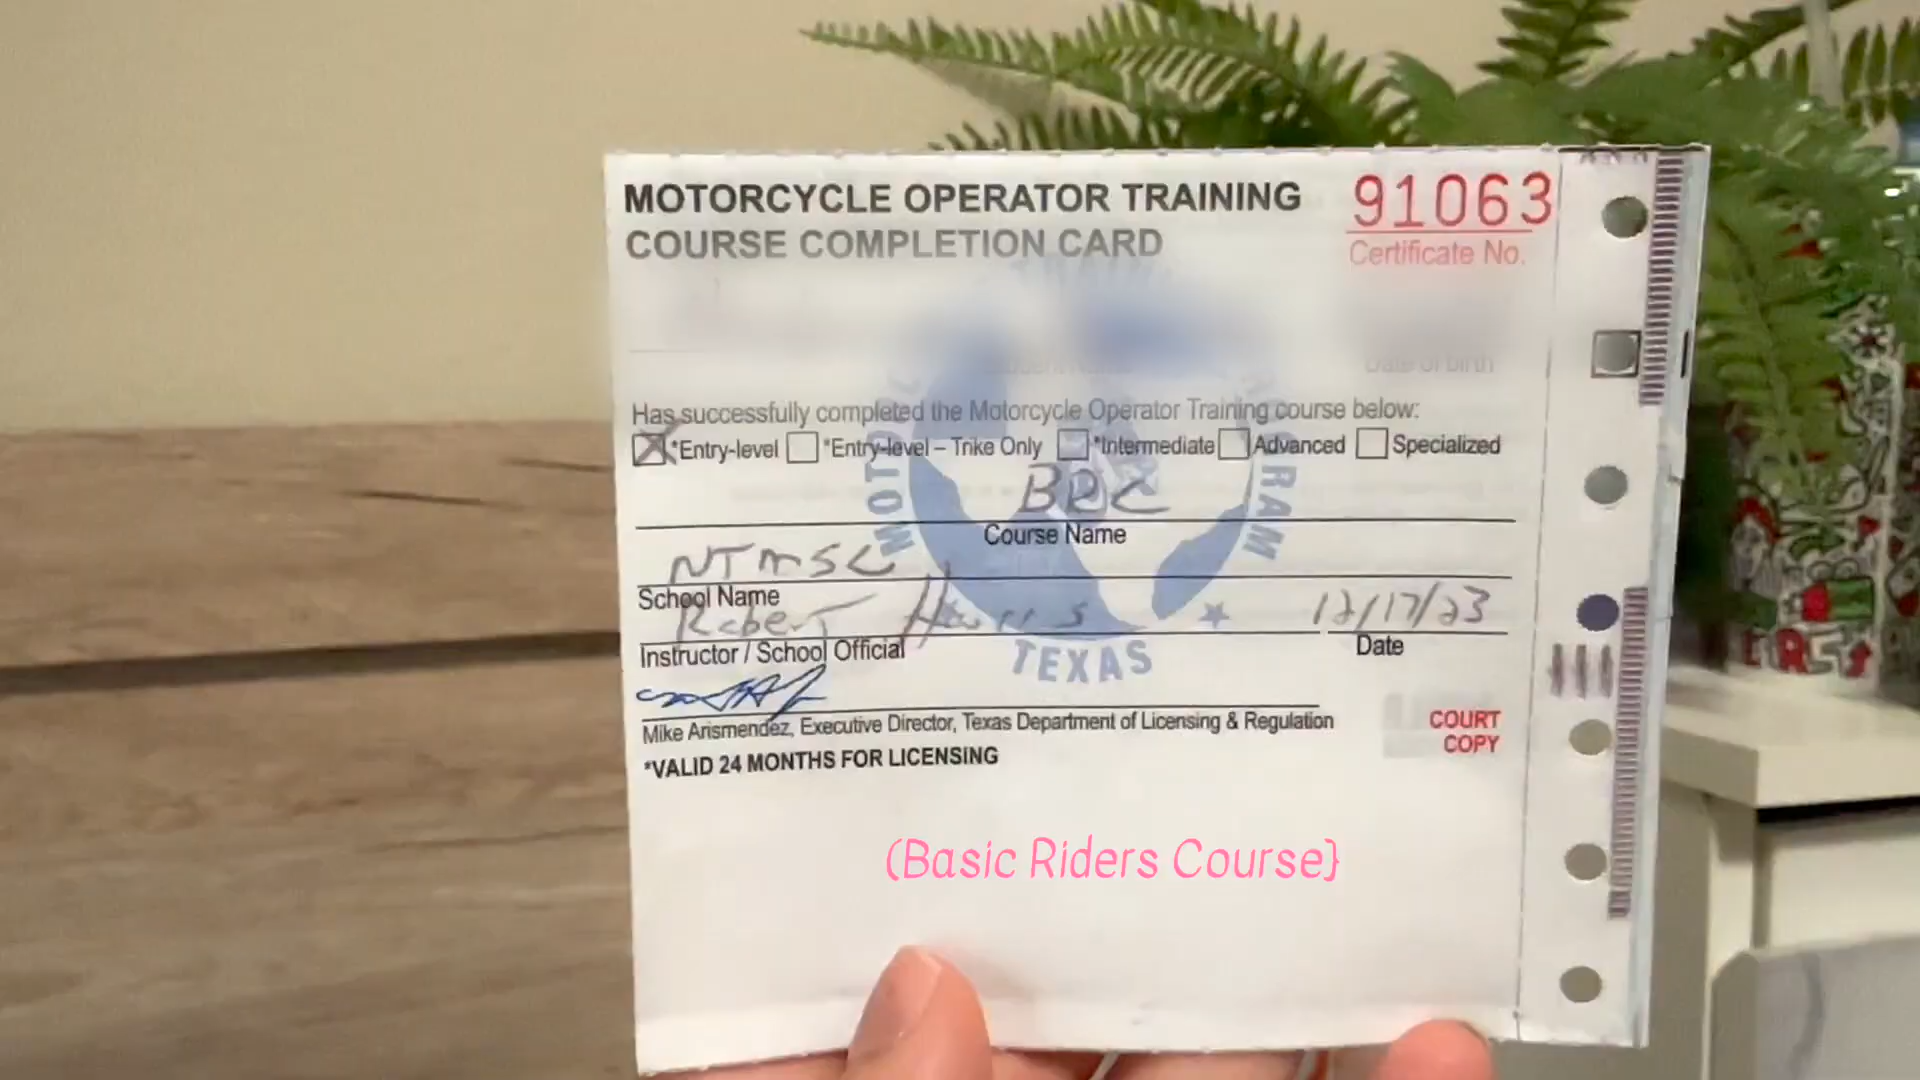 MOTORCYCLE OPERATOR TRAINING
COURSE COMPLETION CARD
91063
Certificate No.
Date of birth
Has successfully completed the Motorcycle Operator Training course below:
*Entry-level *Entry-level – Trike Only *Intermediate Advanced Specialized
BRC
Course Name
NTMSC
School Name
Robert Harris 12/17/23
Instructor / School Official Date
TEXAS
Mike Arismendez, Executive Director, Texas Department of Licensing & Regulation
COURT
COPY
*VALID 24 MONTHS FOR LICENSING
(Basic Riders Course}